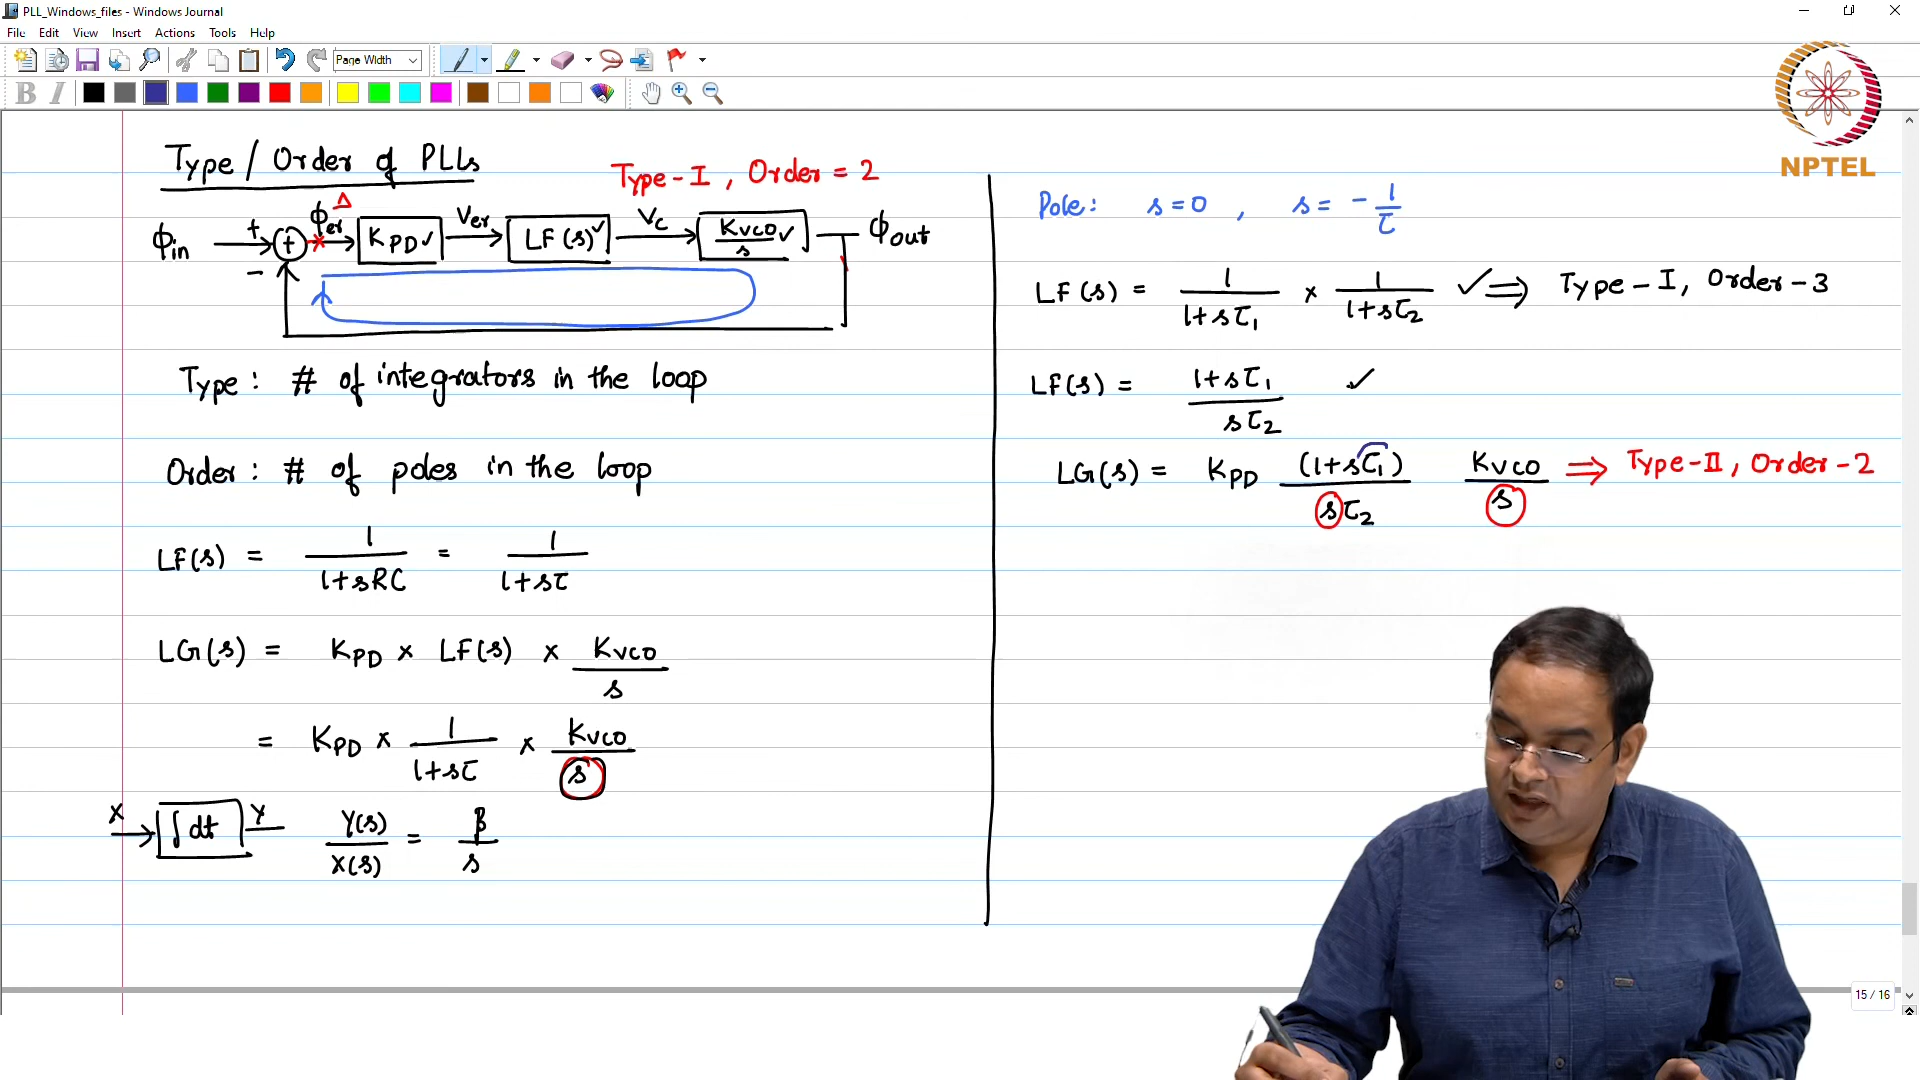 PLL_Windows_files - Windows Journal
File Edit View Insert Actions Tools Help
Page Width
B I
NPTEL
Type / Order of PLLs
Type - I , Order = 2
Δ
ϕin + - + ϕer KPD ✓ Ver LF(s) ✓ Vc KVCO/s ✓ ϕout
Type : # of integrators in the loop
Order : # of poles in the loop
LF(s) = 1/(1+sRC) = 1/(1+sτ)
LG(s) = KPD × LF(s) × KVCO/s
= KPD × 1/(1+sτ) × KVCO/s
X ∫dt Y Y(s)/X(s) = β/s
Pole : s=0 , s = - 1/τ
LF(s) = 1/(1+sτ1) × 1/(1+sτ2) ✓ ⇒ Type - I, Order - 3
LF(s) = (1+sτ1)/(sτ2) ✓
LG(s) = KPD (1+sτ1)/(sτ2) KVCO/s ⇒ Type-II, Order-2
15 / 16